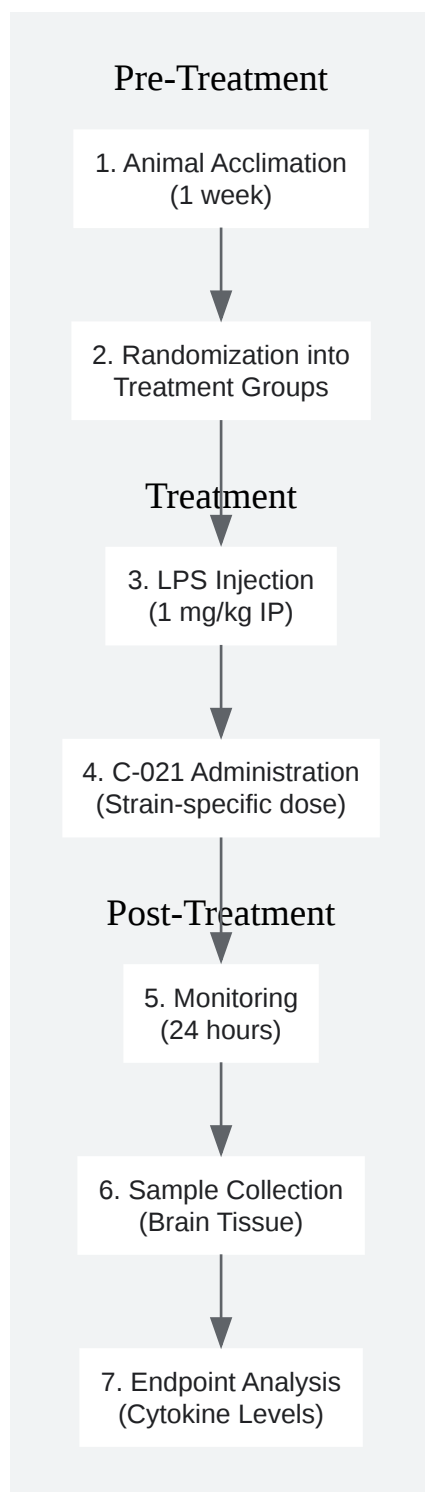 Pre-Treatment
1. Animal Acclimation
(1 week)
2. Randomization into
Treatment Groups
Treatment
3. LPS Injection
(1 mg/kg IP)
4. C-021 Administration
(Strain-specific dose)
Post-Treatment
5. Monitoring
(24 hours)
6. Sample Collection
(Brain Tissue)
7. Endpoint Analysis
(Cytokine Levels)